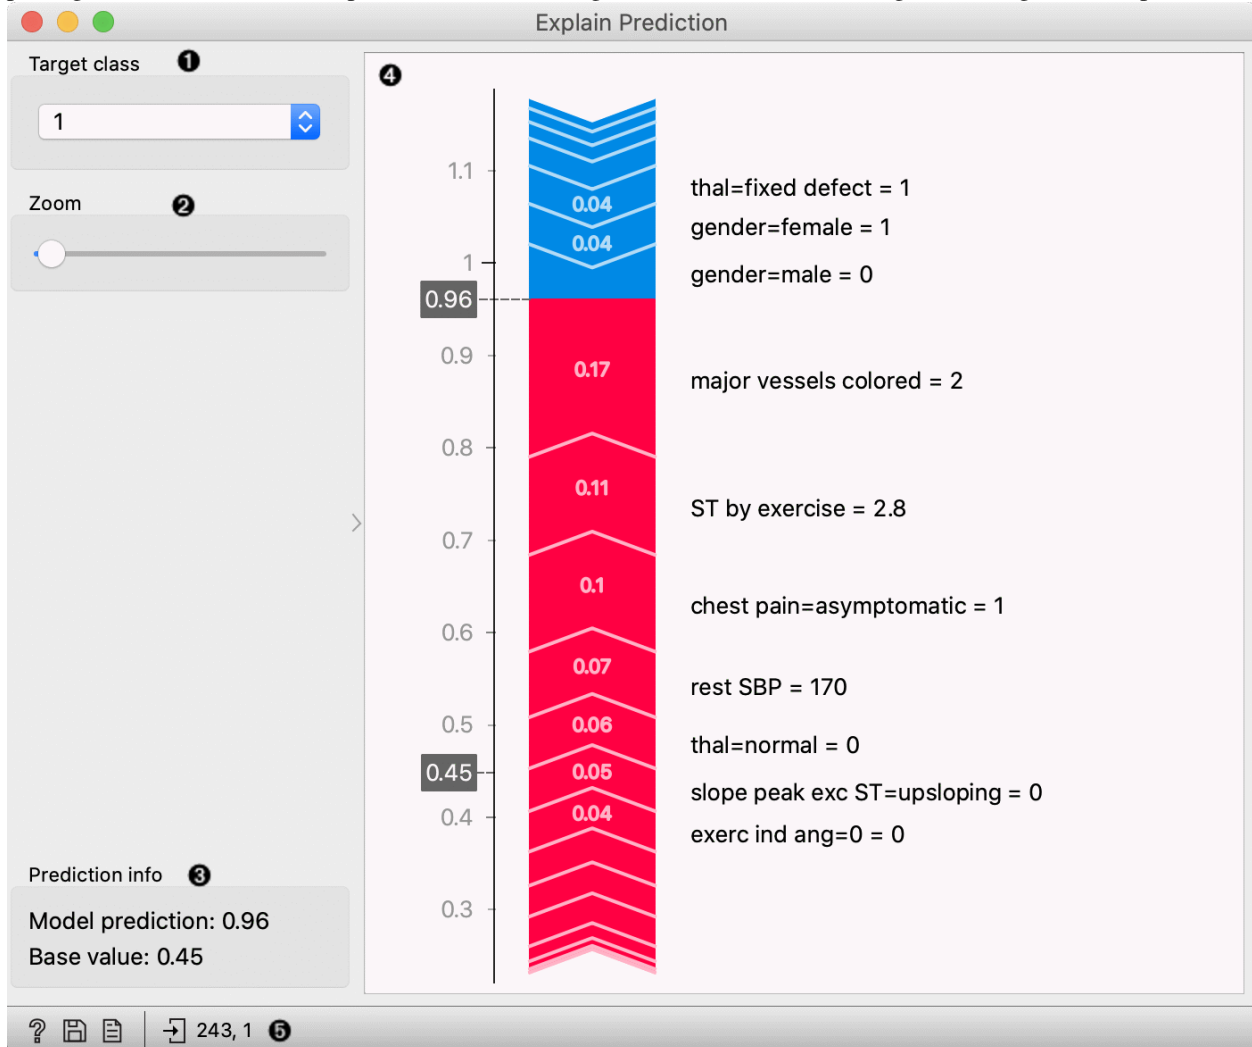 Explain Prediction
Target class ❶
1
Zoom ❷
Prediction info ❸
Model prediction: 0.96
Base value: 0.45
❹
1.1
1
0.96
0.9
0.8
0.7
0.6
0.5
0.45
0.4
0.3
0.04
0.04
0.17
0.11
0.1
0.07
0.06
0.05
0.04
thal=fixed defect = 1
gender=female = 1
gender=male = 0
major vessels colored = 2
ST by exercise = 2.8
chest pain=asymptomatic = 1
rest SBP = 170
thal=normal = 0
slope peak exc ST=upsloping = 0
exerc ind ang=0 = 0
? 243, 1 ❺